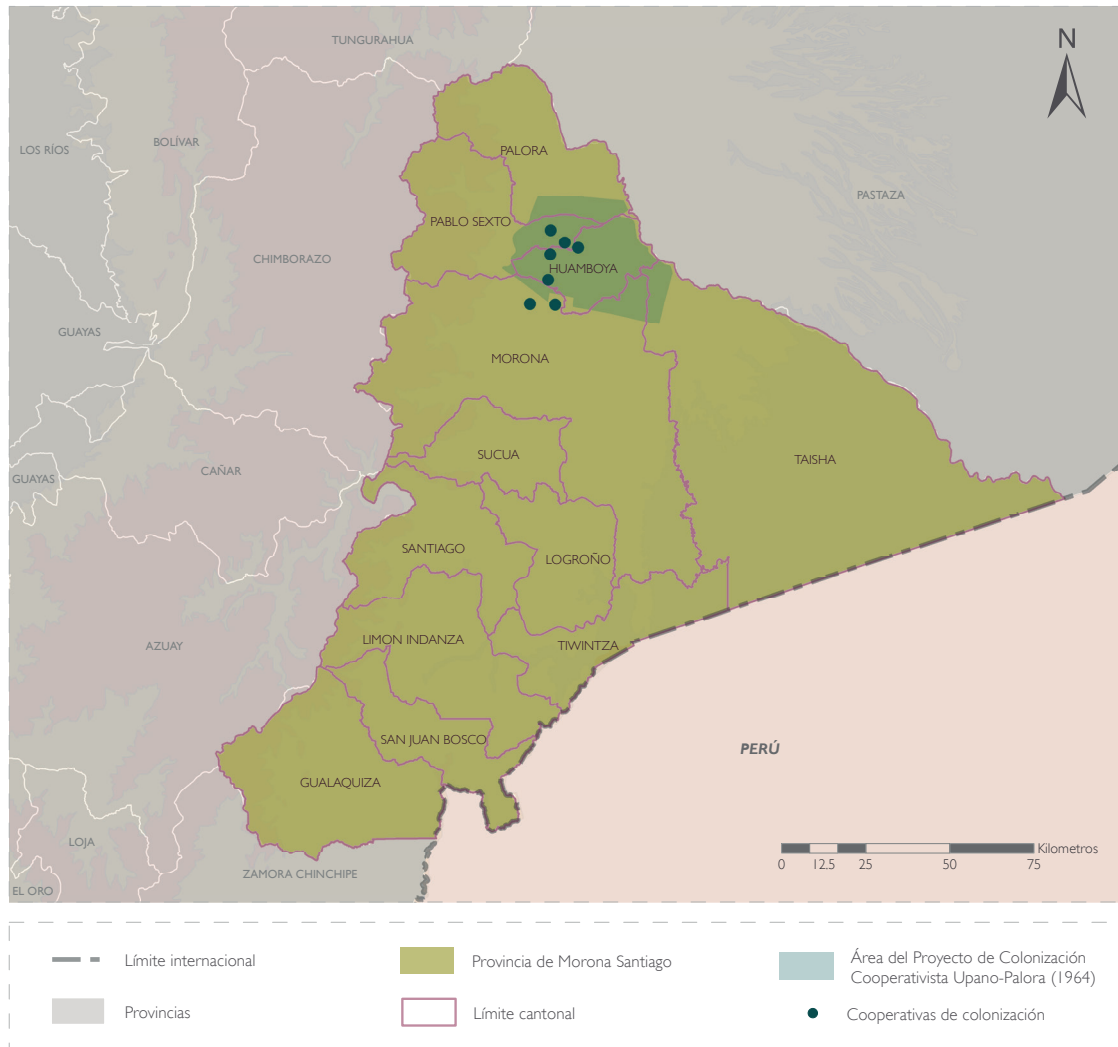 TUNGURAHUA
N
LOS RÍOS
BOLÍVAR
PALORA
PASTAZA
PABLO SEXTO
CHIMBORAZO
HUAMBOYA
GUAYAS
MORONA
SUCUA
TAISHA
CAÑAR
GUAYAS
SANTIAGO
LOGROÑO
LIMON INDANZA
TIWINTZA
AZUAY
SAN JUAN BOSCO
PERÚ
GUALAQUIZA
LOJA
ZAMORA CHINCHIPE
EL ORO
Kilometros
0 12.5 25 50 75
Límite internacional
Provincias
Provincia de Morona Santiago
Límite cantonal
Área del Proyecto de Colonización
Cooperativista Upano-Palora (1964)
Cooperativas de colonización